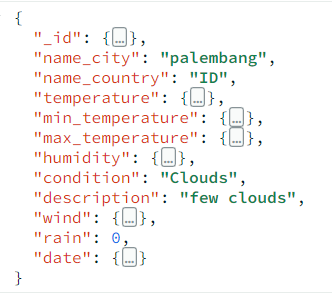 {
"_id": {…},
"name_city": "palembang",
"name_country": "ID",
"temperature": {…},
"min_temperature": {…},
"max_temperature": {…},
"humidity": {…},
"condition": "Clouds",
"description": "few clouds",
"wind": {…},
"rain": 0,
"date": {…}
}